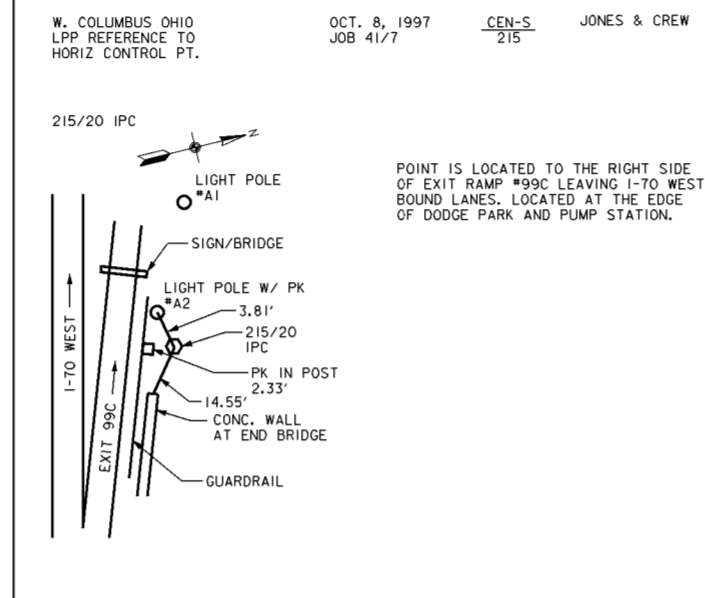 W. COLUMBUS OHIO
LPP REFERENCE TO
HORIZ CONTROL PT.
OCT. 8, 1997
JOB 41/7
CEN-S
215
JONES & CREW
215/20 IPC
N
LIGHT POLE
#A1
POINT IS LOCATED TO THE RIGHT SIDE
OF EXIT RAMP #99C LEAVING I-70 WEST
BOUND LANES. LOCATED AT THE EDGE
OF DODGE PARK AND PUMP STATION.
SIGN/BRIDGE
LIGHT POLE W/ PK
#A2
3.81'
215/20
IPC
PK IN POST
2.33'
14.55'
CONC. WALL
AT END BRIDGE
GUARDRAIL
I-70 WEST
EXIT 99C